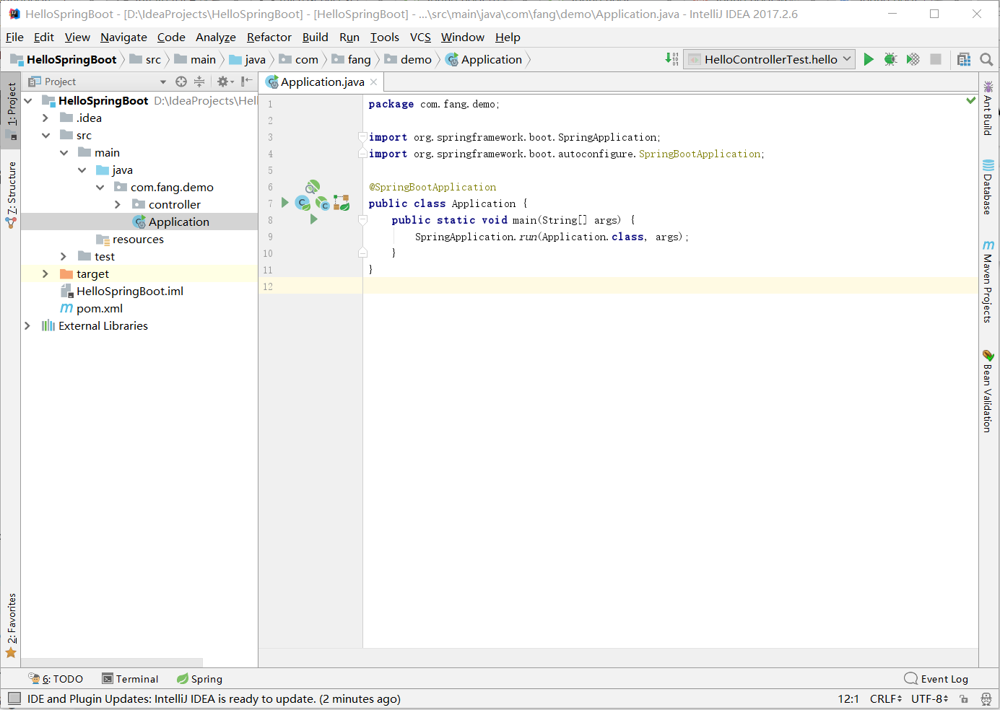 HelloSpringBoot - [D:\IdeaProjects\HelloSpringBoot] - [HelloSpringBoot] - ...\src\main\java\com\fang\demo\Application.java - IntelliJ IDEA 2017.2.6
File Edit View Navigate Code Analyze Refactor Build Run Tools VCS Window Help
HelloSpringBoot src main java com fang demo Application HelloControllerTest.hello
Project
Application.java
1: Project
7: Structure
2: Favorites
HelloSpringBoot D:\IdeaProjects\Hel
.idea
src
main
java
com.fang.demo
controller
Application
resources
test
target
HelloSpringBoot.iml
pom.xml
External Libraries
1 package com.fang.demo;
2
3 import org.springframework.boot.SpringApplication;
4 import org.springframework.boot.autoconfigure.SpringBootApplication;
5
6 @SpringBootApplication
7 public class Application {
8 public static void main(String[] args) {
9 SpringApplication.run(Application.class, args);
10 }
11 }
12
Ant Build
Database
Maven Projects
Bean Validation
6: TODO Terminal Spring Event Log
IDE and Plugin Updates: IntelliJ IDEA is ready to update. (2 minutes ago) 12:1 CRLF UTF-8